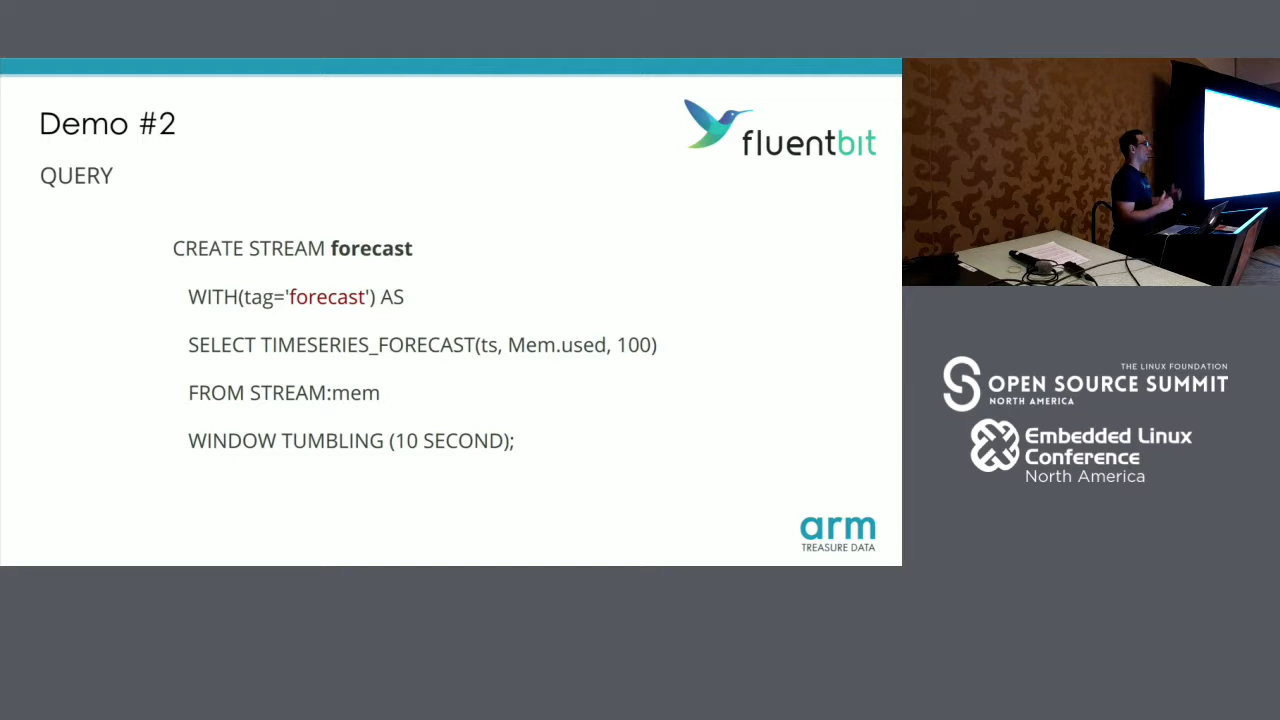 Demo #2
fluentbit
QUERY
CREATE STREAM forecast
WITH(tag='forecast') AS
SELECT TIMESERIES_FORECAST(ts, Mem.used, 100)
FROM STREAM:mem
WINDOW TUMBLING (10 SECOND);
arm
TREASURE DATA
THE LINUX FOUNDATION
OPEN SOURCE SUMMIT
NORTH AMERICA
Embedded Linux
Conference
North America